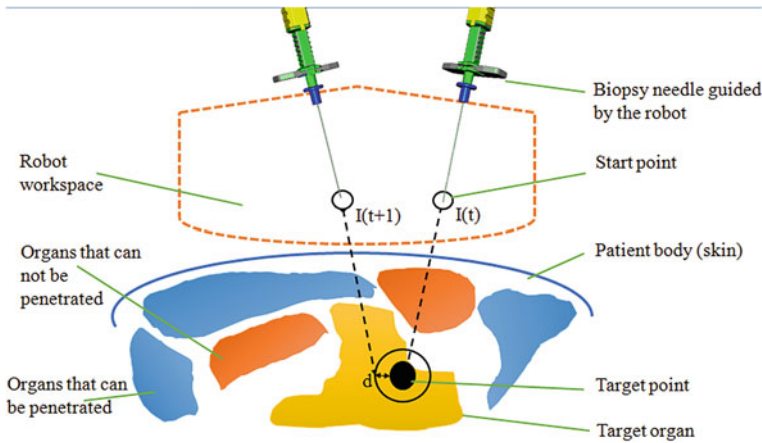 Biopsy needle guided
by the robot
Robot
workspace
Start point
I(t+1)
I(t)
Organs that can
not be
penetrated
Patient body (skin)
Organs that can
be penetrated
d
Target point
Target organ